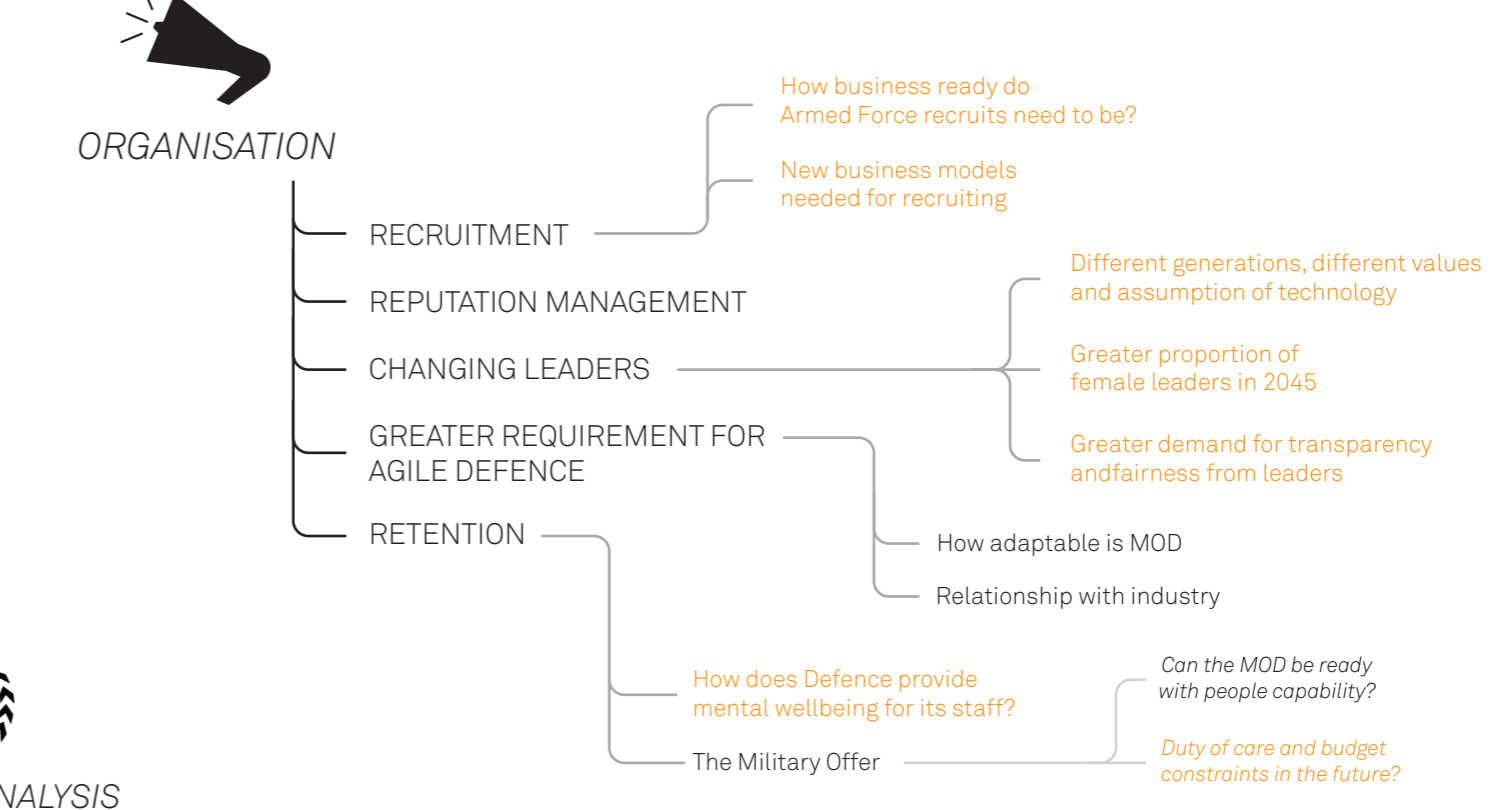 ORGANISATION
How business ready do
Armed Force recruits need to be?
New business models
needed for recruiting
RECRUITMENT
REPUTATION MANAGEMENT
CHANGING LEADERS
Different generations, different values
and assumption of technology
Greater proportion of
female leaders in 2045
Greater demand for transparency
andfairness from leaders
GREATER REQUIREMENT FOR
AGILE DEFENCE
How adaptable is MOD
Relationship with industry
RETENTION
How does Defence provide
mental wellbeing for its staff?
The Military Offer
Can the MOD be ready
with people capability?
Duty of care and budget
constraints in the future?
NALYSIS